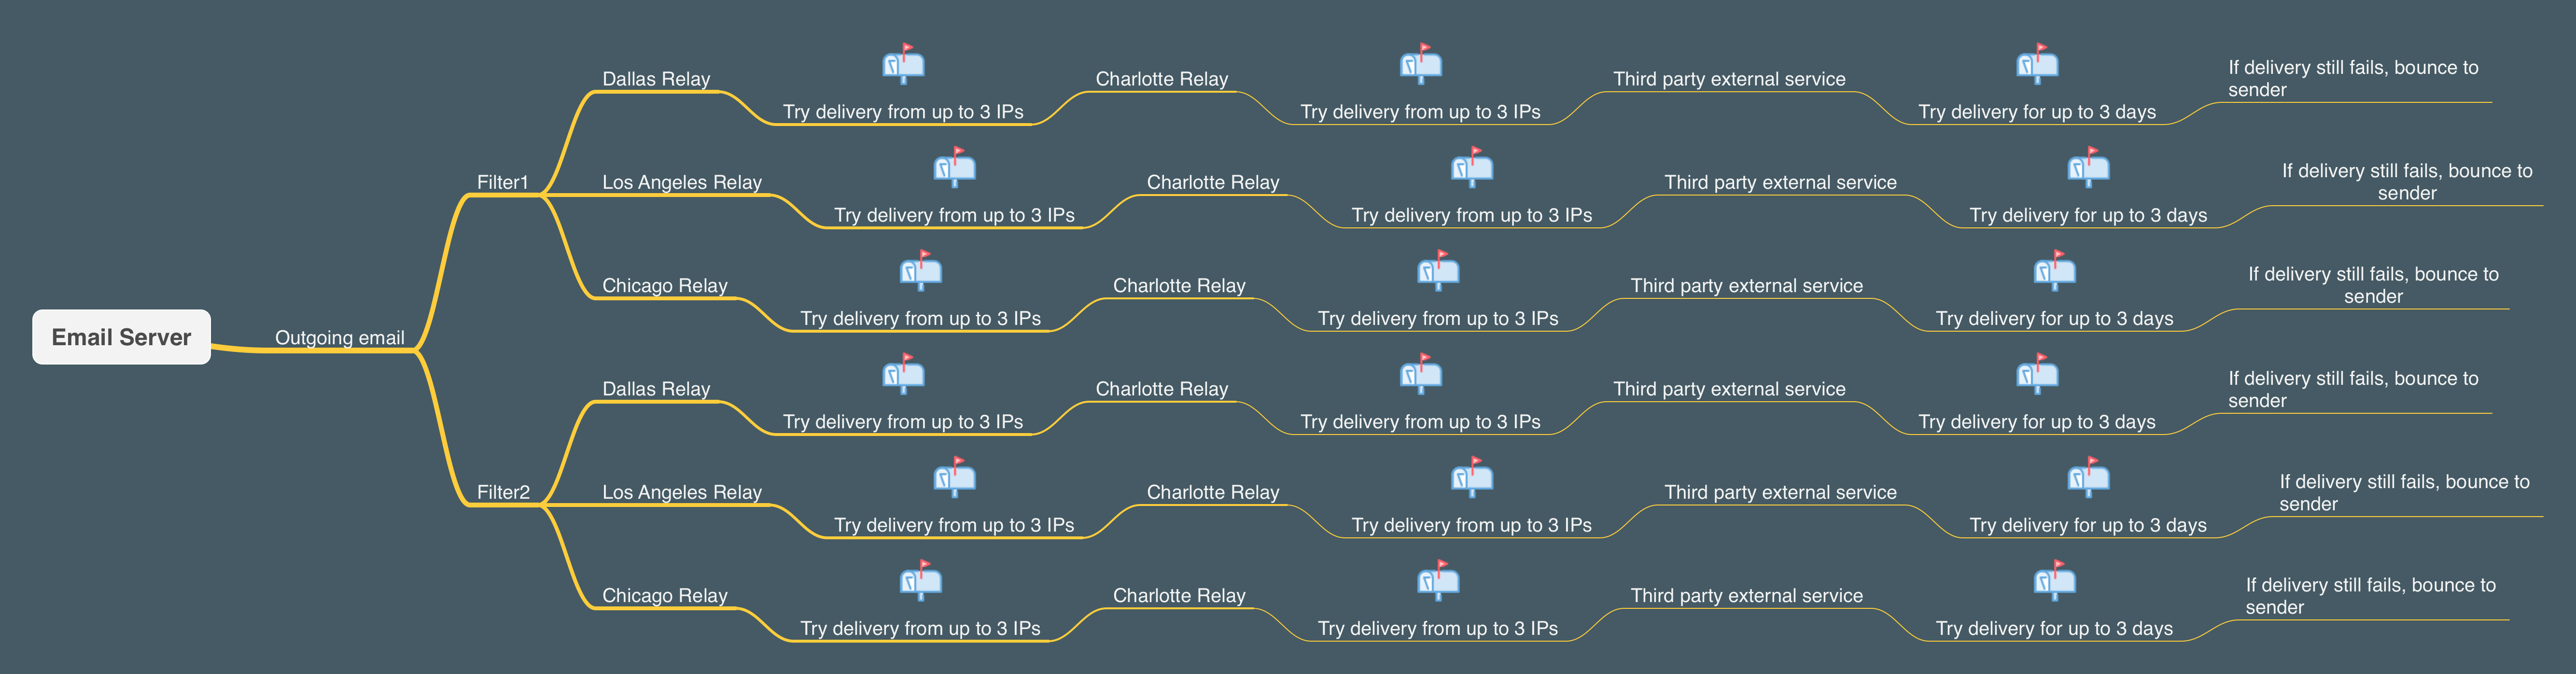 Email Server
Outgoing email
Filter1
Dallas Relay
Try delivery from up to 3 IPs
Charlotte Relay
Try delivery from up to 3 IPs
Third party external service
Try delivery for up to 3 days
If delivery still fails, bounce to
sender
Los Angeles Relay
Try delivery from up to 3 IPs
Charlotte Relay
Try delivery from up to 3 IPs
Third party external service
Try delivery for up to 3 days
If delivery still fails, bounce to
sender
Chicago Relay
Try delivery from up to 3 IPs
Charlotte Relay
Try delivery from up to 3 IPs
Third party external service
Try delivery for up to 3 days
If delivery still fails, bounce to
sender
Filter2
Dallas Relay
Try delivery from up to 3 IPs
Charlotte Relay
Try delivery from up to 3 IPs
Third party external service
Try delivery for up to 3 days
If delivery still fails, bounce to
sender
Los Angeles Relay
Try delivery from up to 3 IPs
Charlotte Relay
Try delivery from up to 3 IPs
Third party external service
Try delivery for up to 3 days
If delivery still fails, bounce to
sender
Chicago Relay
Try delivery from up to 3 IPs
Charlotte Relay
Try delivery from up to 3 IPs
Third party external service
Try delivery for up to 3 days
If delivery still fails, bounce to
sender